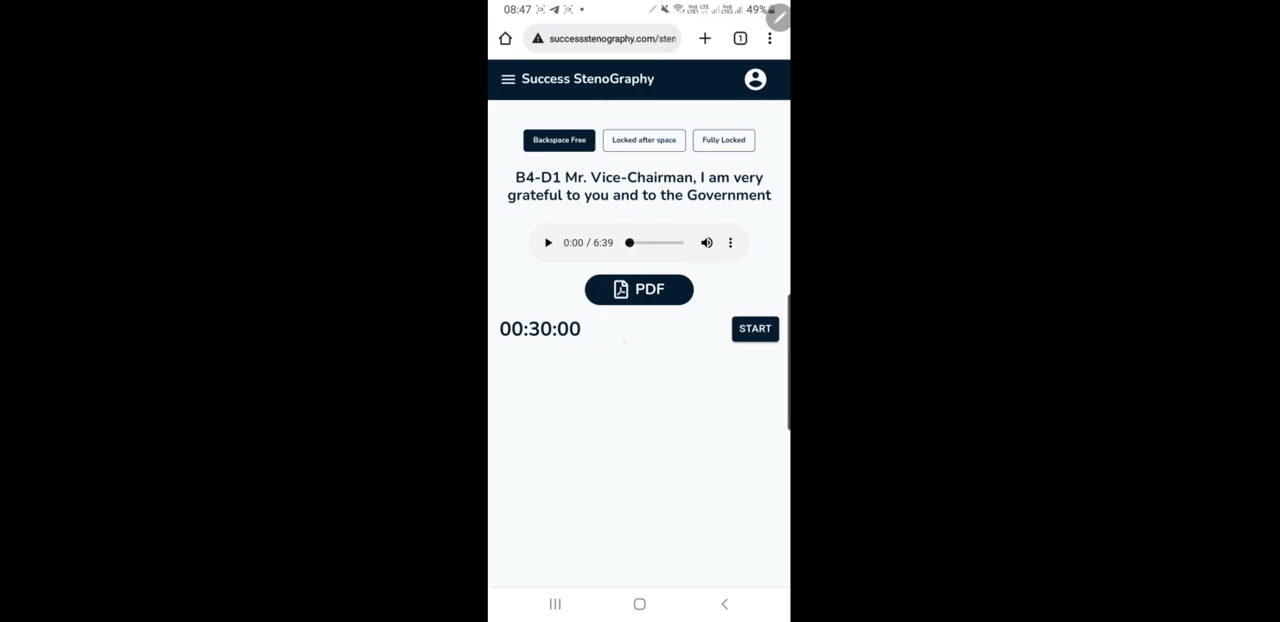 08:47 49%
successstenography.com/sten 1
Success StenoGraphy
Backspace Free Locked after space Fully Locked
B4-D1 Mr. Vice-Chairman, I am very
grateful to you and to the Government
0:00 / 6:39
PDF
00:30:00 START